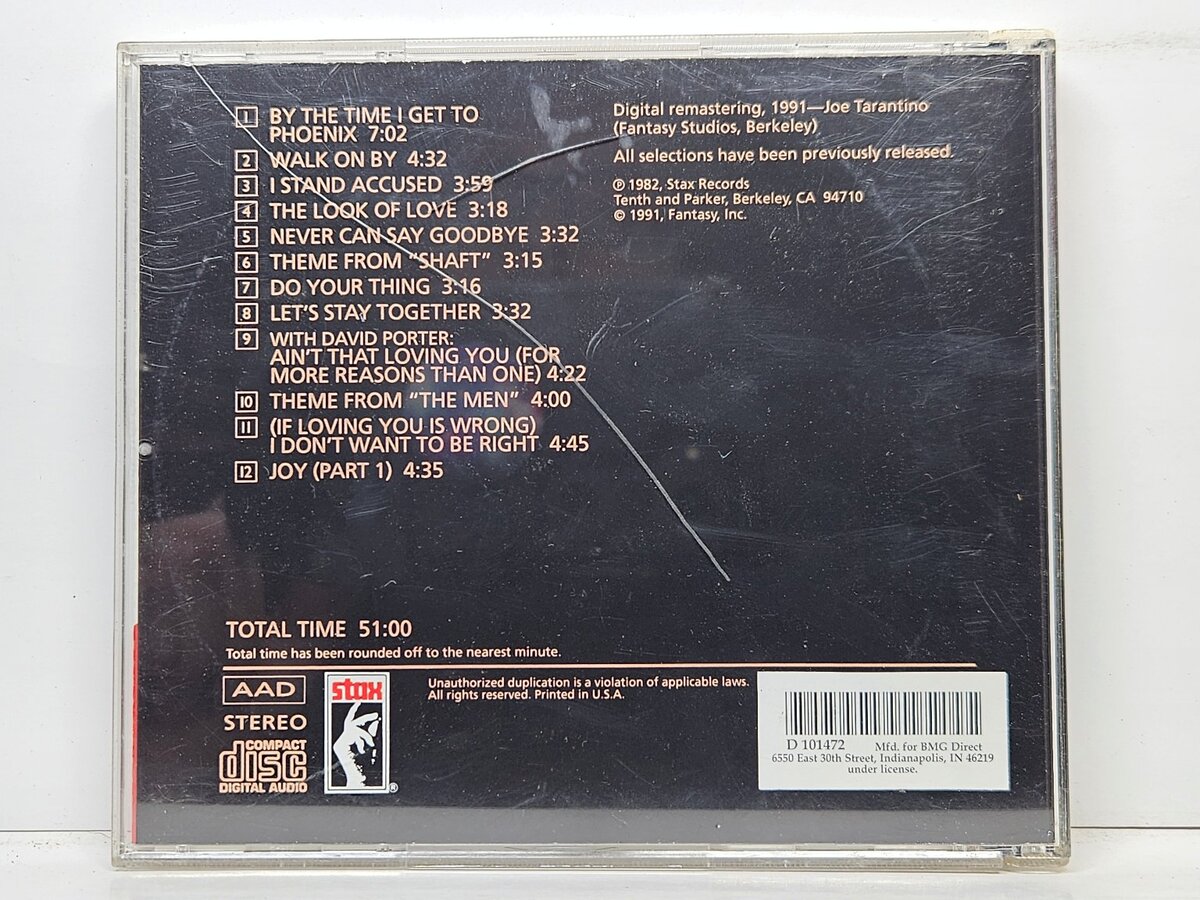 1 BY THE TIME I GET TO
PHOENIX 7:02
2 WALK ON BY 4:32
3 I STAND ACCUSED 3:59
4 THE LOOK OF LOVE 3:18
5 NEVER CAN SAY GOODBYE 3:32
6 THEME FROM “SHAFT” 3:15
7 DO YOUR THING 3:16
8 LET’S STAY TOGETHER 3:32
9 WITH DAVID PORTER:
AIN’T THAT LOVING YOU (FOR
MORE REASONS THAN ONE) 4:22
10 THEME FROM “THE MEN” 4:00
11 (IF LOVING YOU IS WRONG)
I DON’T WANT TO BE RIGHT 4:45
12 JOY (PART 1) 4:35
Digital remastering, 1991—Joe Tarantino
(Fantasy Studios, Berkeley)
All selections have been previously released.
℗ 1982, Stax Records
Tenth and Parker, Berkeley, CA 94710
© 1991, Fantasy, Inc.
TOTAL TIME 51:00
Total time has been rounded off to the nearest minute.
AAD
STEREO
COMPACT
disc
DIGITAL AUDIO
stax
®
Unauthorized duplication is a violation of applicable laws.
All rights reserved. Printed in U.S.A.
D 101472 Mfd. for BMG Direct
6550 East 30th Street, Indianapolis, IN 46219
under license.